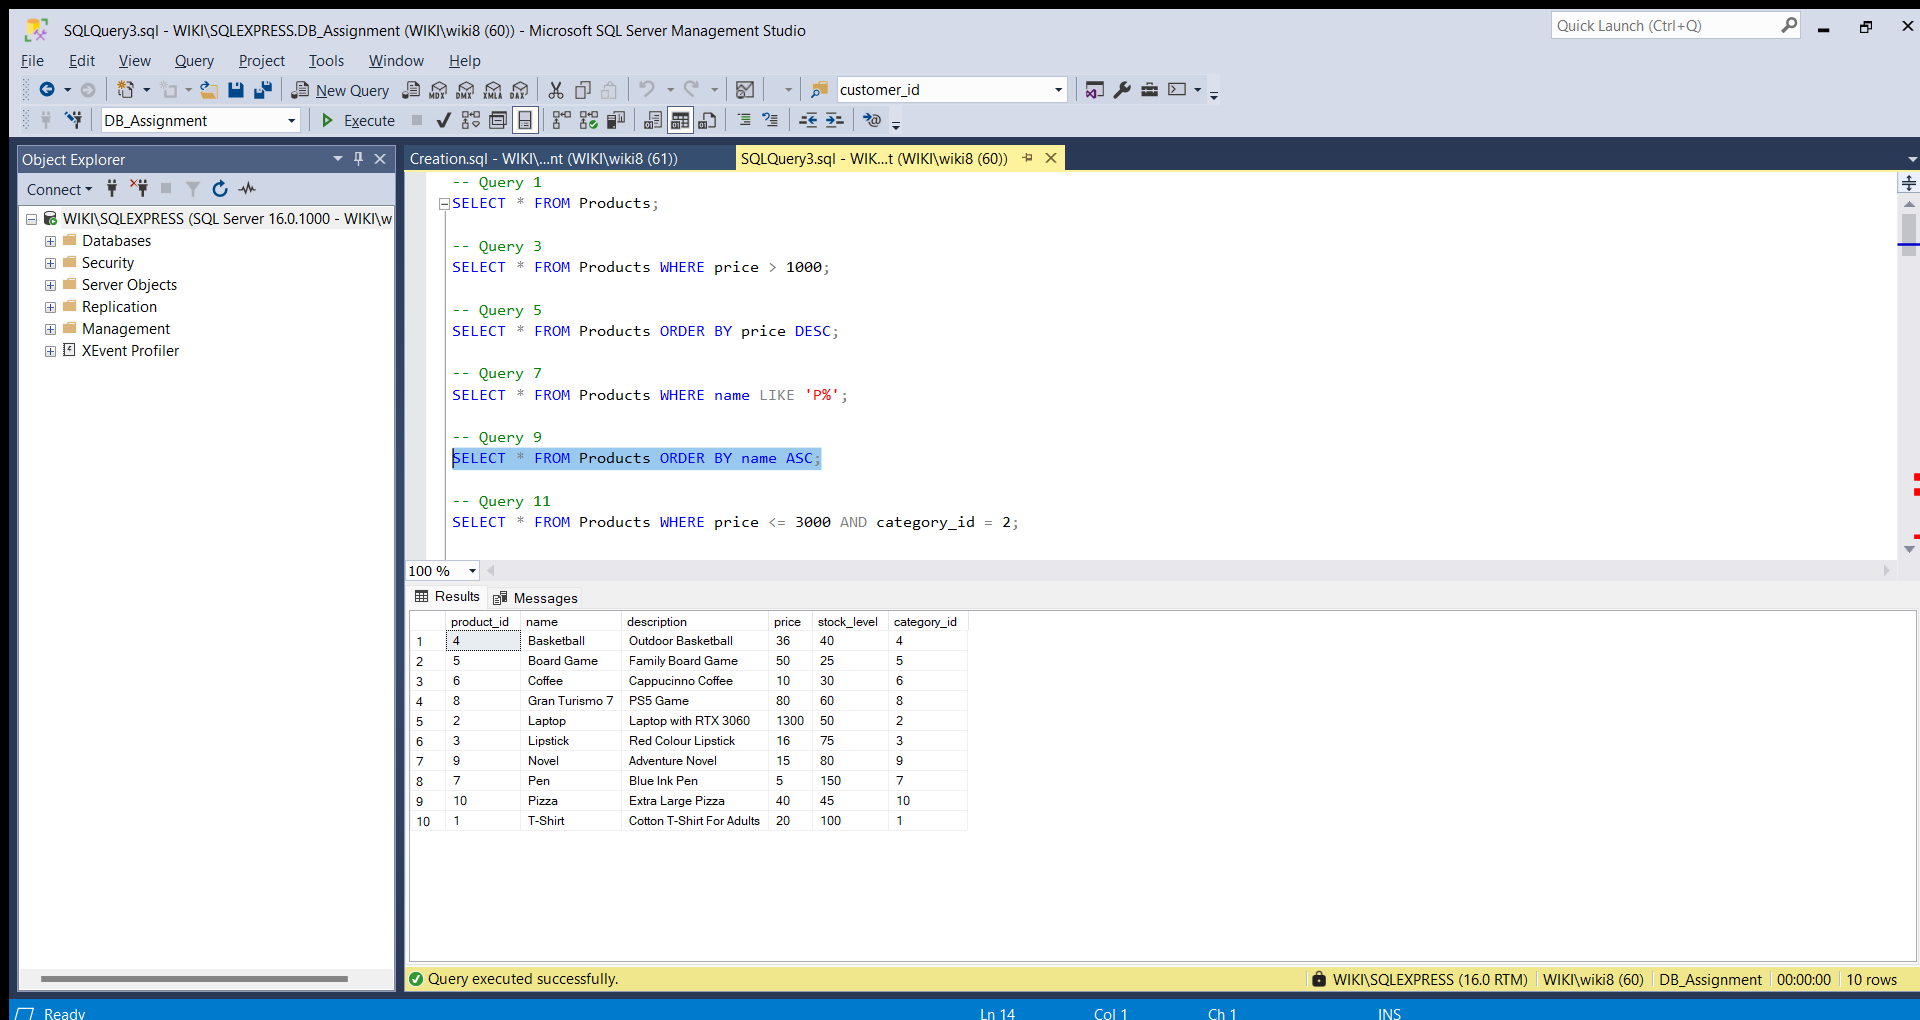 SQLQuery3.sql - WIKI\SQLEXPRESS.DB_Assignment (WIKI\wiki8 (60)) - Microsoft SQL Server Management Studio
Quick Launch (Ctrl+Q)
File Edit View Query Project Tools Window Help
New Query MDX DMX XMLA DAX customer_id
DB_Assignment Execute
Object Explorer
Creation.sql - WIKI\...nt (WIKI\wiki8 (61))
SQLQuery3.sql - WIK...t (WIKI\wiki8 (60))
Connect
WIKI\SQLEXPRESS (SQL Server 16.0.1000 - WIKI\w
Databases
Security
Server Objects
Replication
Management
XEvent Profiler
-- Query 1
SELECT * FROM Products;
-- Query 3
SELECT * FROM Products WHERE price > 1000;
-- Query 5
SELECT * FROM Products ORDER BY price DESC;
-- Query 7
SELECT * FROM Products WHERE name LIKE 'P%';
-- Query 9
SELECT * FROM Products ORDER BY name ASC;
-- Query 11
SELECT * FROM Products WHERE price <= 3000 AND category_id = 2;
100 %
Results Messages
product_id name description price stock_level category_id
1 4 Basketball Outdoor Basketball 36 40 4
2 5 Board Game Family Board Game 50 25 5
3 6 Coffee Cappucinno Coffee 10 30 6
4 8 Gran Turismo 7 PS5 Game 80 60 8
5 2 Laptop Laptop with RTX 3060 1300 50 2
6 3 Lipstick Red Colour Lipstick 16 75 3
7 9 Novel Adventure Novel 15 80 9
8 7 Pen Blue Ink Pen 5 150 7
9 10 Pizza Extra Large Pizza 40 45 10
10 1 T-Shirt Cotton T-Shirt For Adults 20 100 1
Query executed successfully.
WIKI\SQLEXPRESS (16.0 RTM) WIKI\wiki8 (60) DB_Assignment 00:00:00 10 rows
Ready Ln 14 Col 1 Ch 1 INS